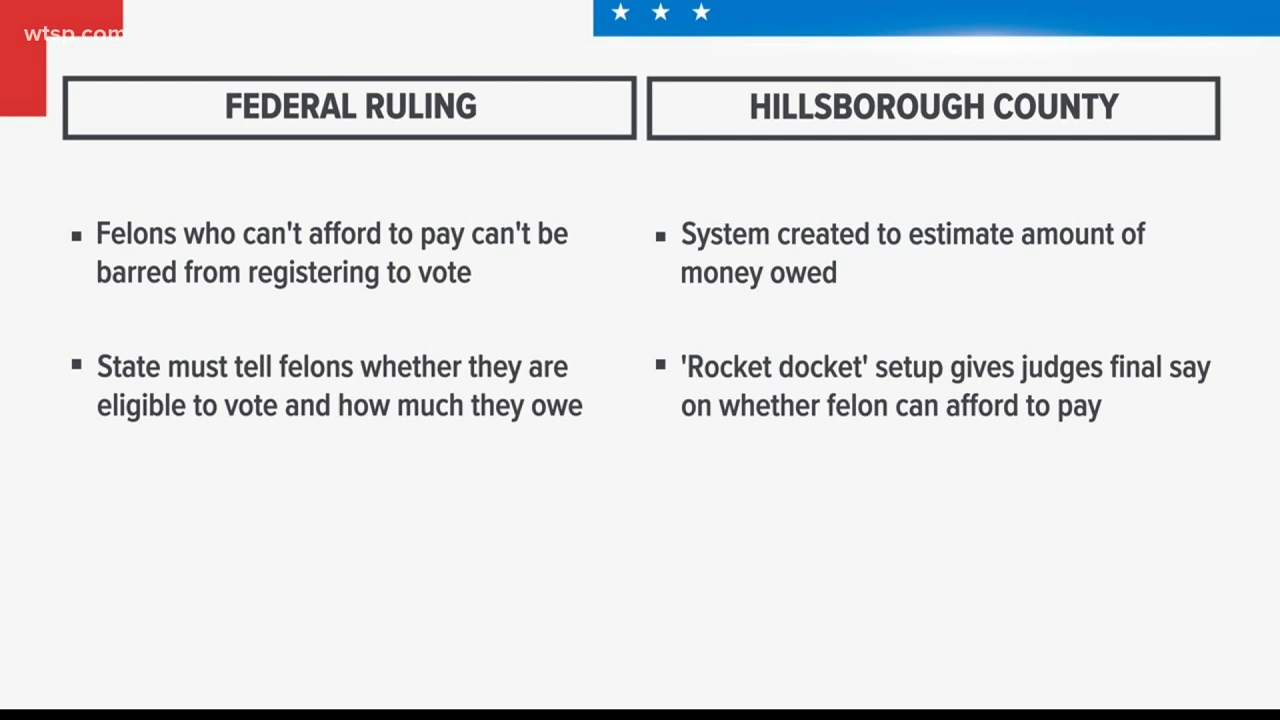 wtsp.com
FEDERAL RULING
HILLSBOROUGH COUNTY
▪ Felons who can't afford to pay can't be
barred from registering to vote
▪ State must tell felons whether they are
eligible to vote and how much they owe
▪ System created to estimate amount of
money owed
▪ 'Rocket docket' setup gives judges final say
on whether felon can afford to pay